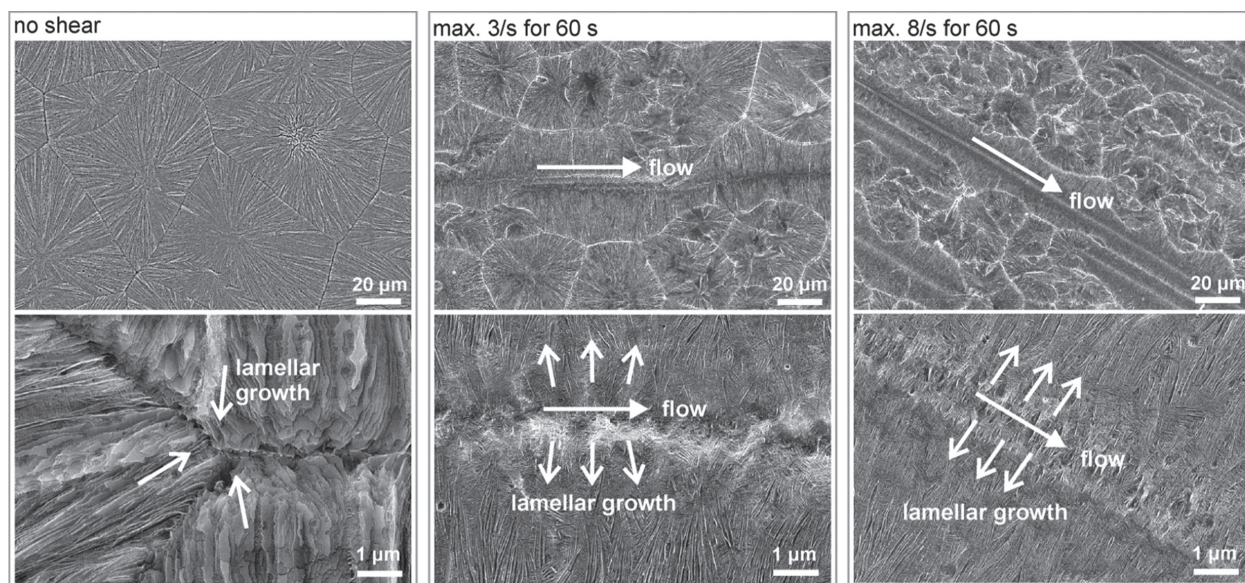 no shear
20 µm
lamellar
growth
1 µm
max. 3/s for 60 s
flow
20 µm
flow
lamellar growth
1 µm
max. 8/s for 60 s
flow
20 µm
flow
lamellar growth
1 µm